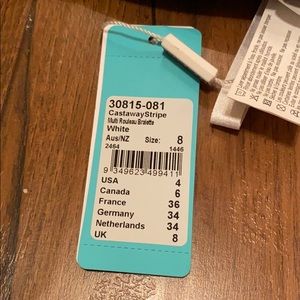 30815-081
CastawayStripe
Multi Rouleau Bralette
White
Aus/NZ Size: 8
2464 1446
9 349623 499411
USA 4
Canada 6
France 36
Germany 34
Netherlands 34
UK 8